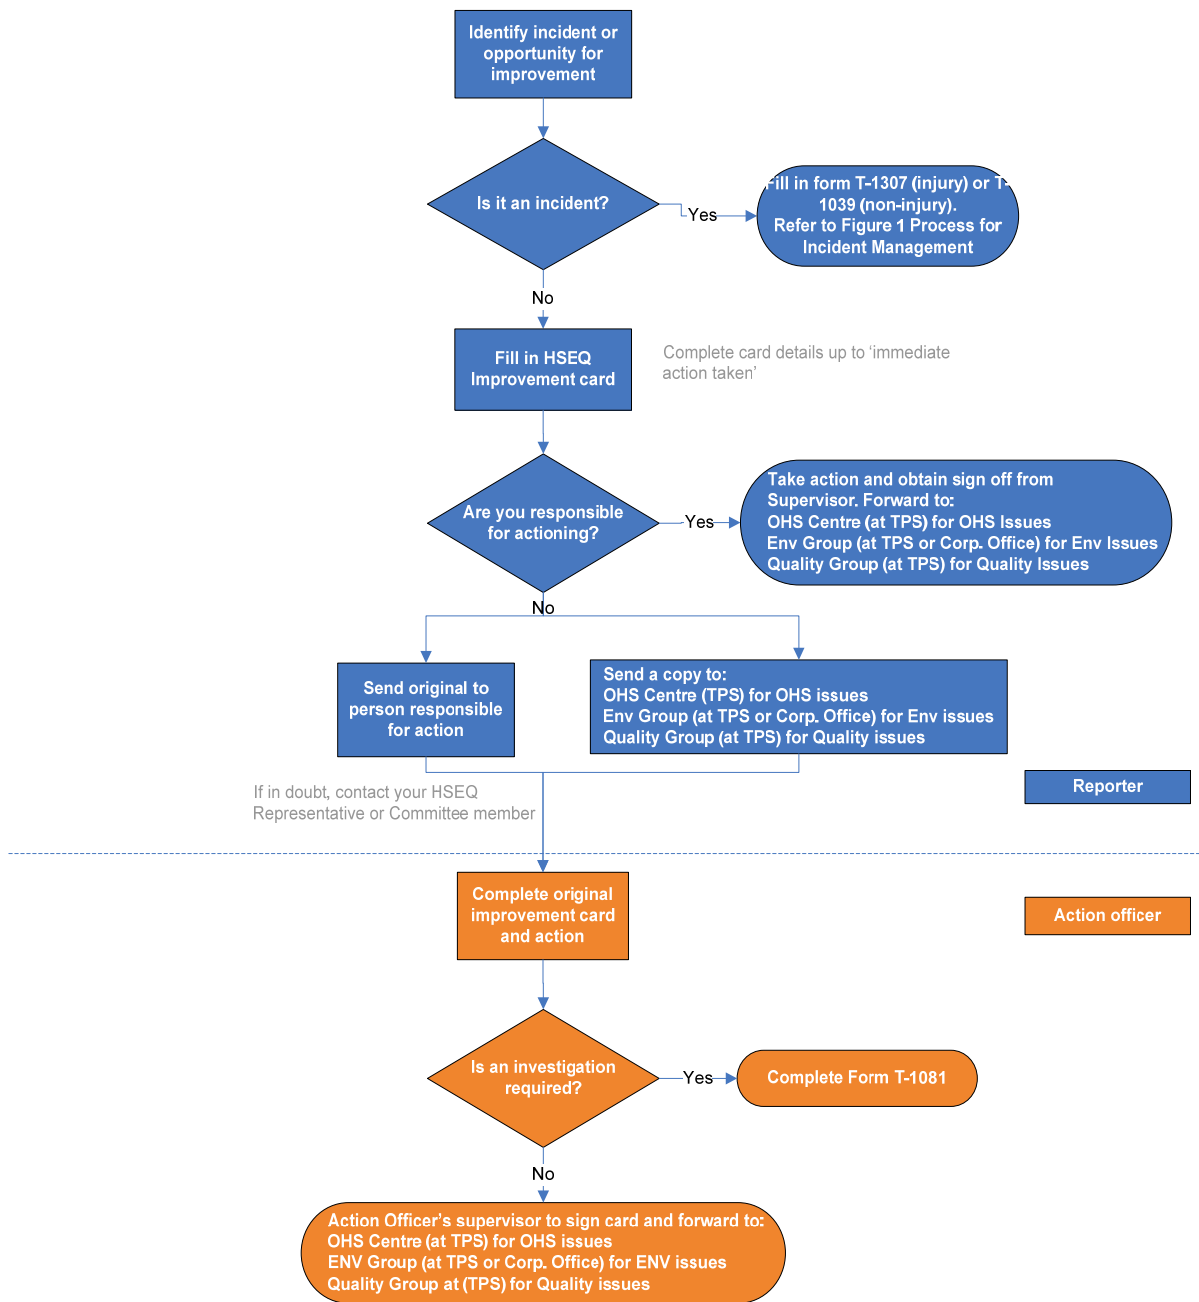 Identify incident or
opportunity for
improvement
Is it an incident?
Yes
Fill in form T-1307 (injury) or T-
1039 (non-injury).
Refer to Figure 1 Process for
Incident Management
No
Fill in HSEQ
Improvement card
Complete card details up to ‘immediate
action taken’
Are you responsible
for actioning?
Yes
Take action and obtain sign off from
Supervisor. Forward to:
OHS Centre (at TPS) for OHS Issues
Env Group (at TPS or Corp. Office) for Env Issues
Quality Group (at TPS) for Quality Issues
No
Send original to
person responsible
for action
Send a copy to:
OHS Centre (TPS) for OHS issues
Env Group (at TPS or Corp. Office) for Env issues
Quality Group (at TPS) for Quality issues
If in doubt, contact your HSEQ
Representative or Committee member
Reporter
Complete original
improvement card
and action
Action officer
Is an investigation
required?
Yes
Complete Form T-1081
No
Action Officer’s supervisor to sign card and forward to:
OHS Centre (at TPS) for OHS issues
ENV Group (at TPS or Corp. Office) for ENV issues
Quality Group at (TPS) for Quality issues